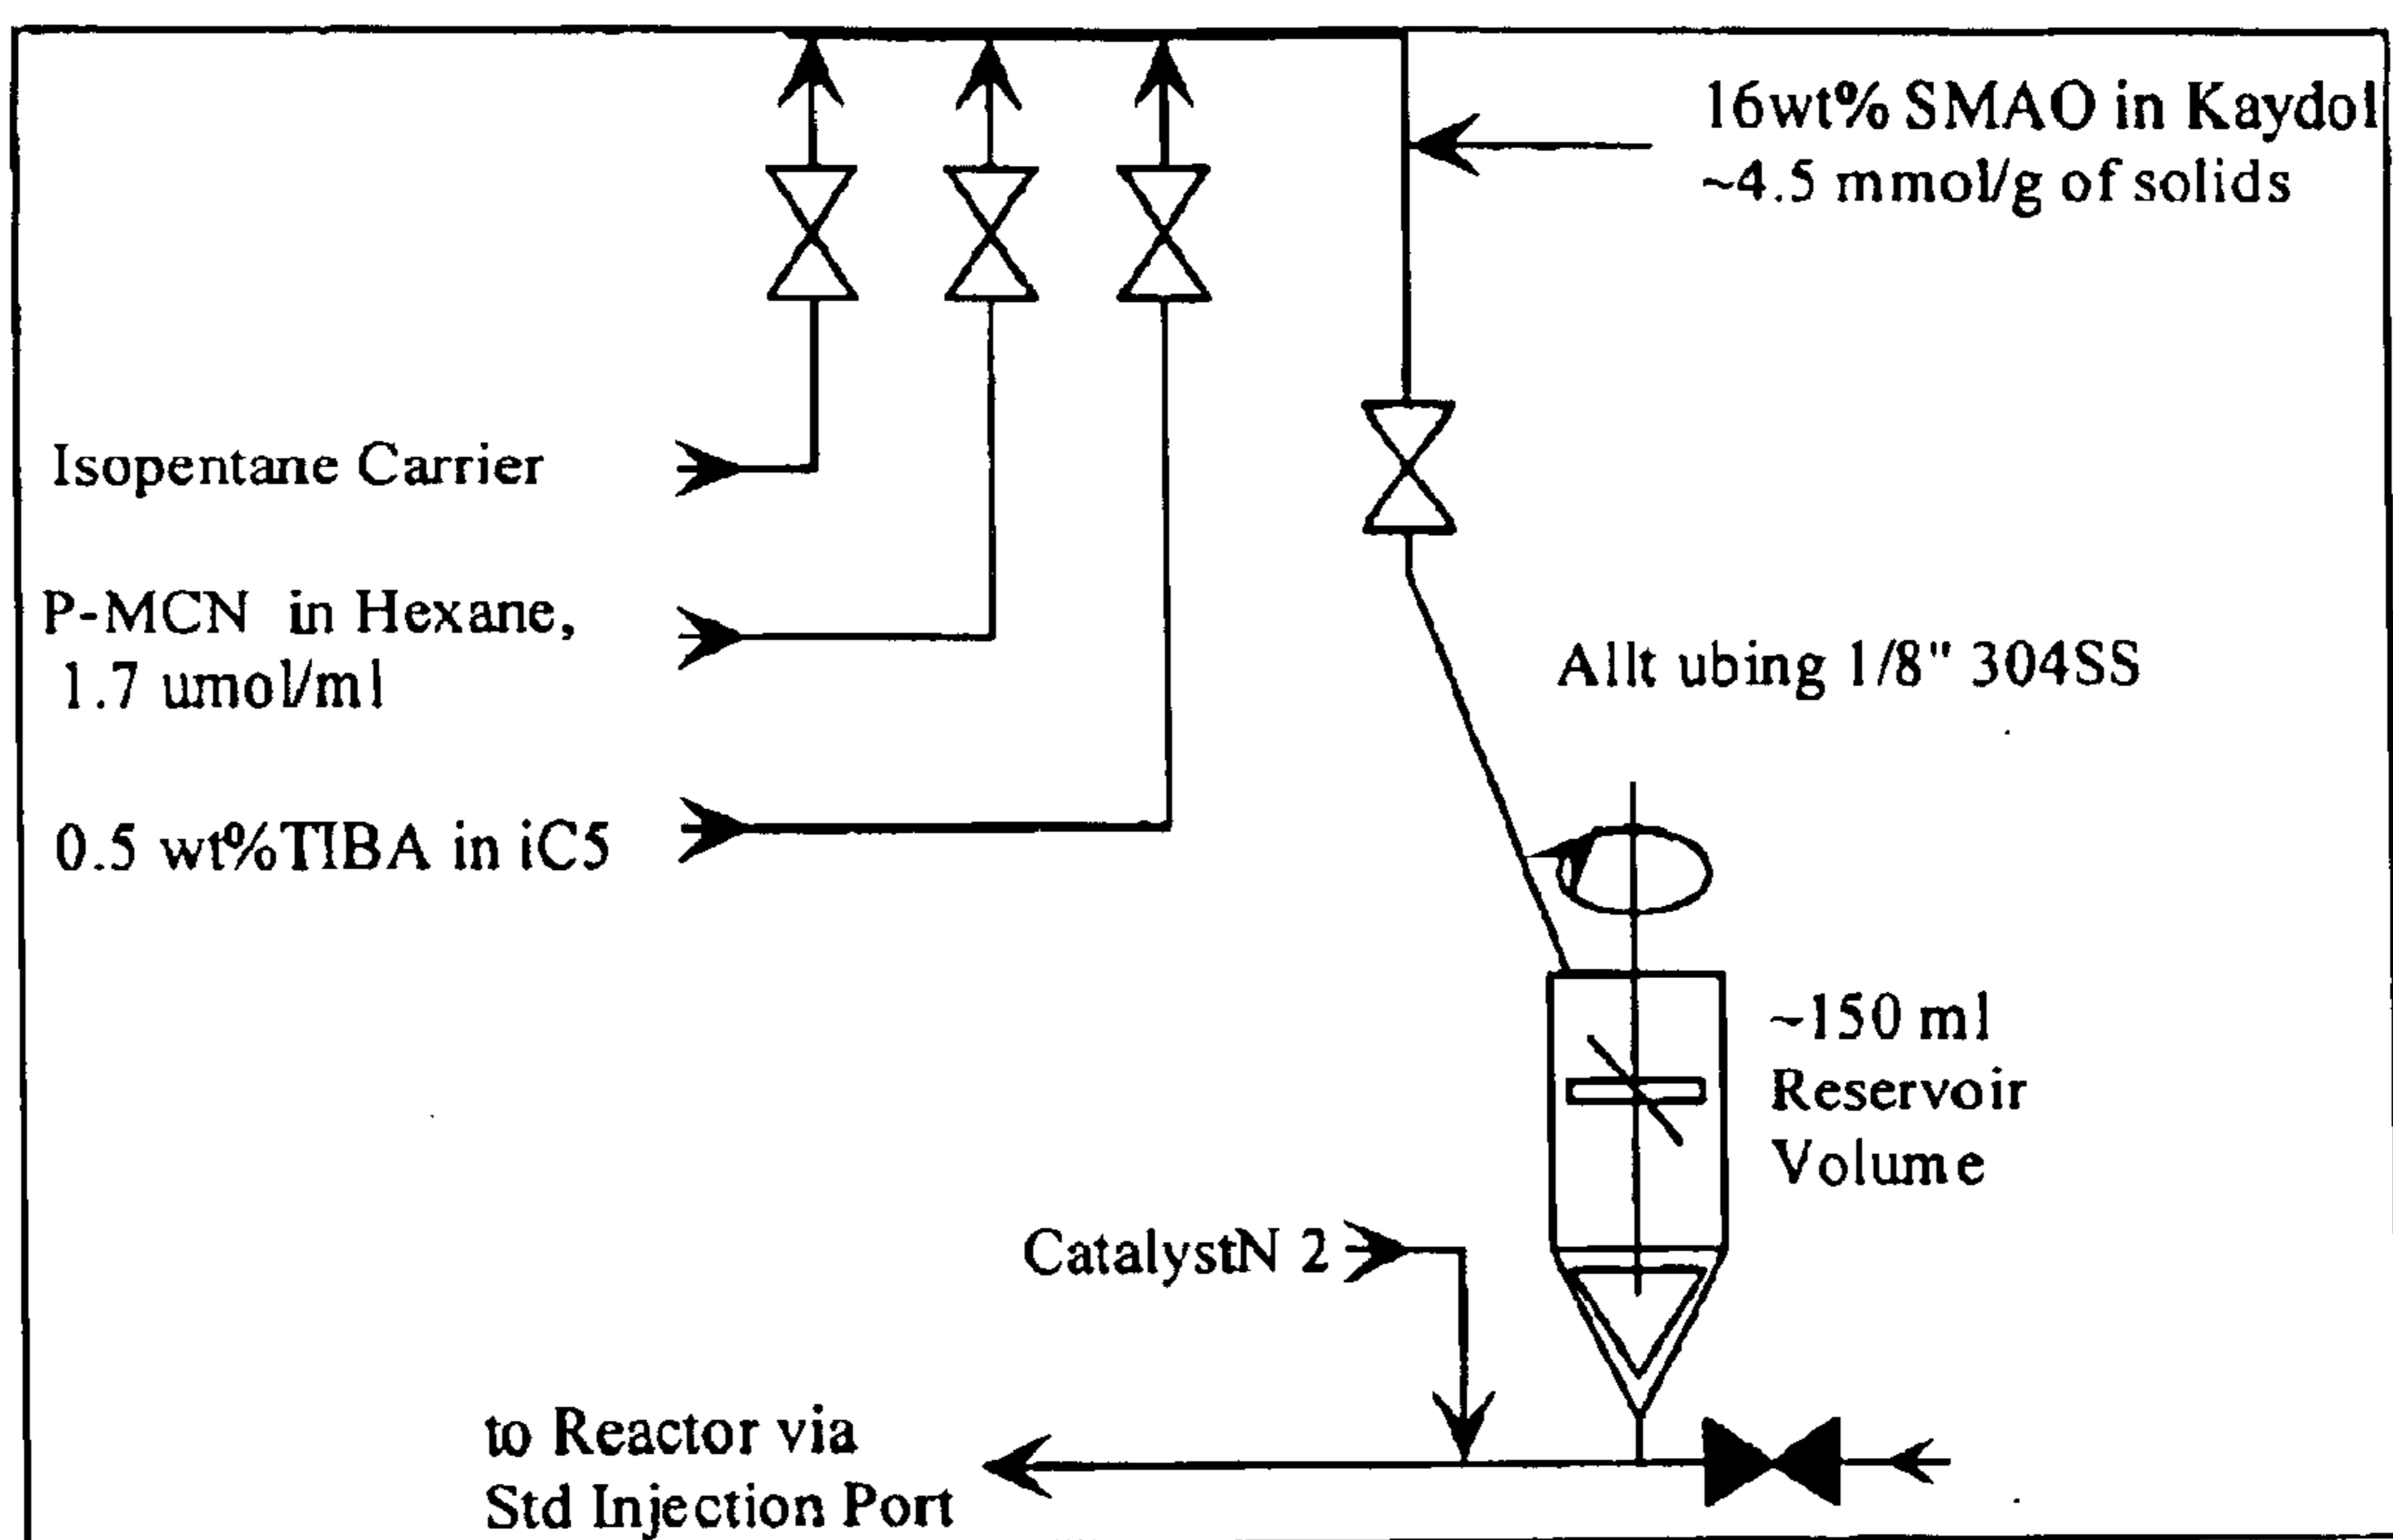 16wt% SMAO in Kaydol
~4.5 mmol/g of solids
Isopentane Carrier
P-MCN in Hexane,
1.7 umol/ml
Allt ubing 1/8" 304SS
0.5 wt%TIBA in iC5
~150 ml
Reservoir
Volume
CatalystN 2
to Reactor via
Std Injection Port